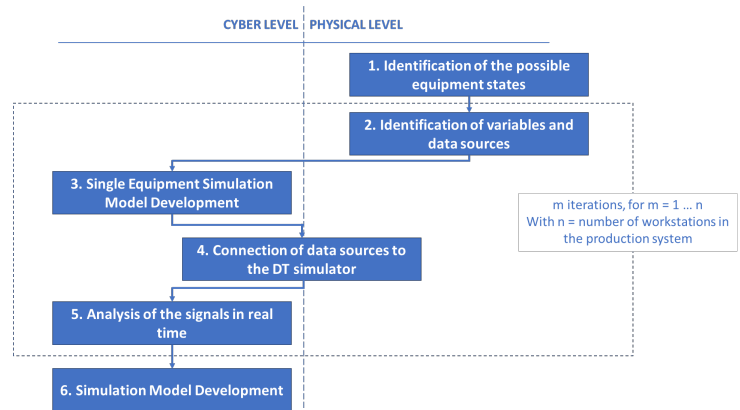 CYBER LEVEL PHYSICAL LEVEL
1. Identification of the possible
equipment states
2. Identification of variables and
data sources
3. Single Equipment Simulation
Model Development
m iterations, for m = 1 ... n
With n = number of workstations in
the production system
4. Connection of data sources to
the DT simulator
5. Analysis of the signals in real
time
6. Simulation Model Development